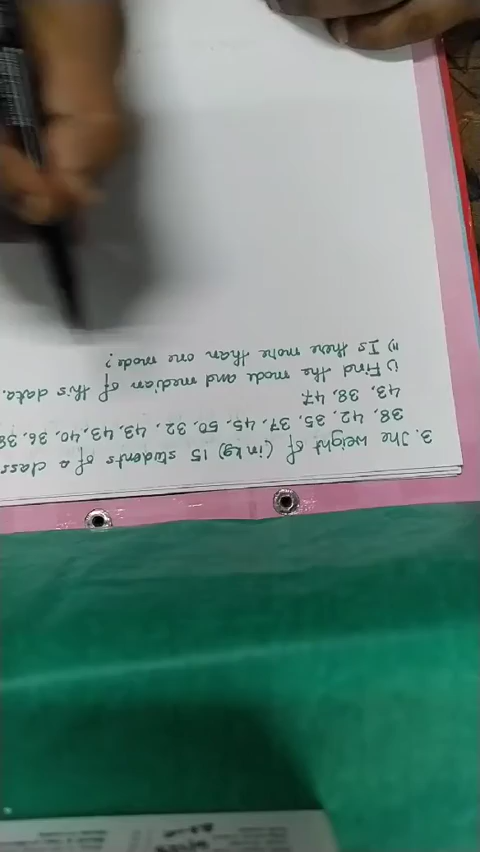 3. The weight of (in kg) 15 students of a class
38, 42, 35, 37, 45, 50, 32, 43, 43, 40, 36, 38
43, 38, 47
i) Find the mode and median of this data.
ii) Is there more than one mode?